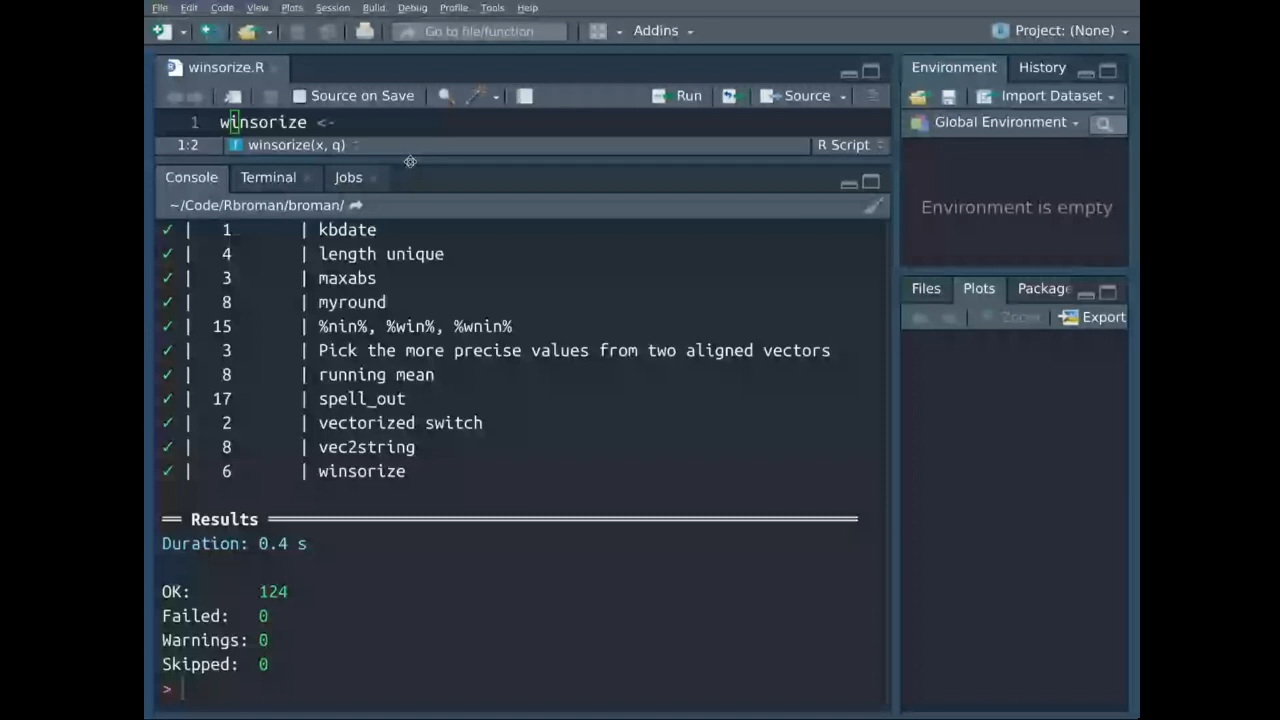 File Edit Code View Plots Session Build Debug Profile Tools Help
Go to file/function Addins Project: (None)
winsorize.R
Source on Save Run Source
1 winsorize <-
1:2 winsorize(x, q) R Script
Console Terminal Jobs
~/Code/Rbroman/broman/
✓ | 1 | kbdate
✓ | 4 | length unique
✓ | 3 | maxabs
✓ | 8 | myround
✓ | 15 | %nin%, %win%, %wnin%
✓ | 3 | Pick the more precise values from two aligned vectors
✓ | 8 | running mean
✓ | 17 | spell_out
✓ | 2 | vectorized switch
✓ | 8 | vec2string
✓ | 6 | winsorize
══ Results ══
Duration: 0.4 s
OK: 124
Failed: 0
Warnings: 0
Skipped: 0
>
Environment History
Import Dataset
Global Environment
Environment is empty
Files Plots Package
Zoom Export